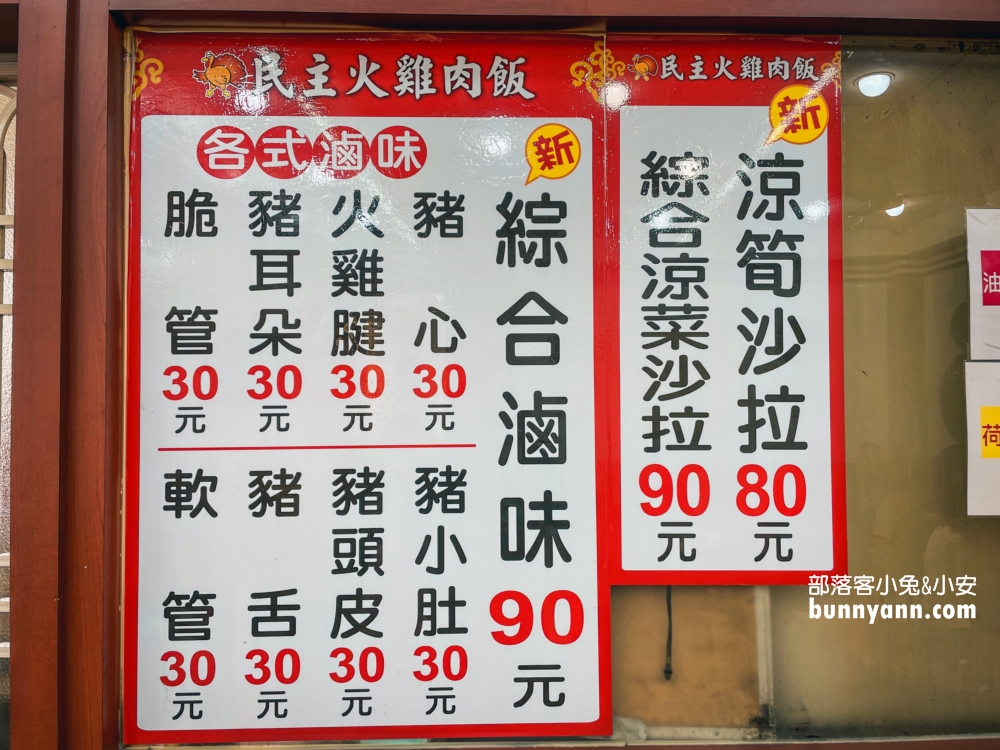 民主火雞肉飯
各式滷味
新
綜合滷味90元
豬心30元
火雞腱30元
豬耳朵30元
脆管30元
豬小肚30元
豬頭皮30元
豬舌30元
軟管30元
民主火雞肉飯
新
涼筍沙拉80元
綜合涼菜沙拉90元
油
荷
部落客小兔&小安
bunnyann.com